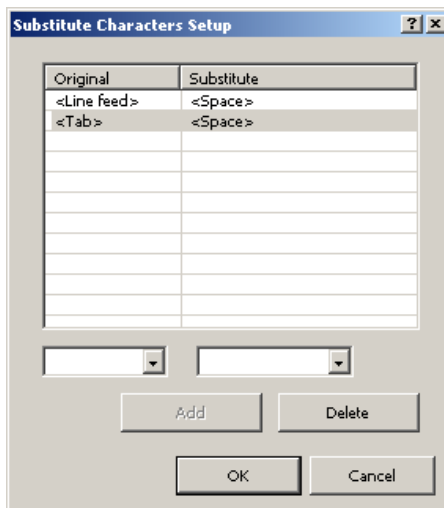 Substitute Characters Setup
Original Substitute
<Line feed> <Space>
<Tab> <Space>
Add Delete
OK Cancel